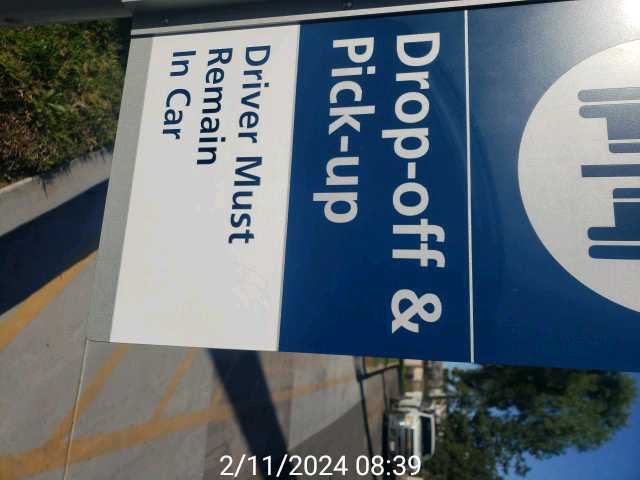 Drop-off &
Pick-up
Driver Must
Remain
In Car
2/11/2024 08:39